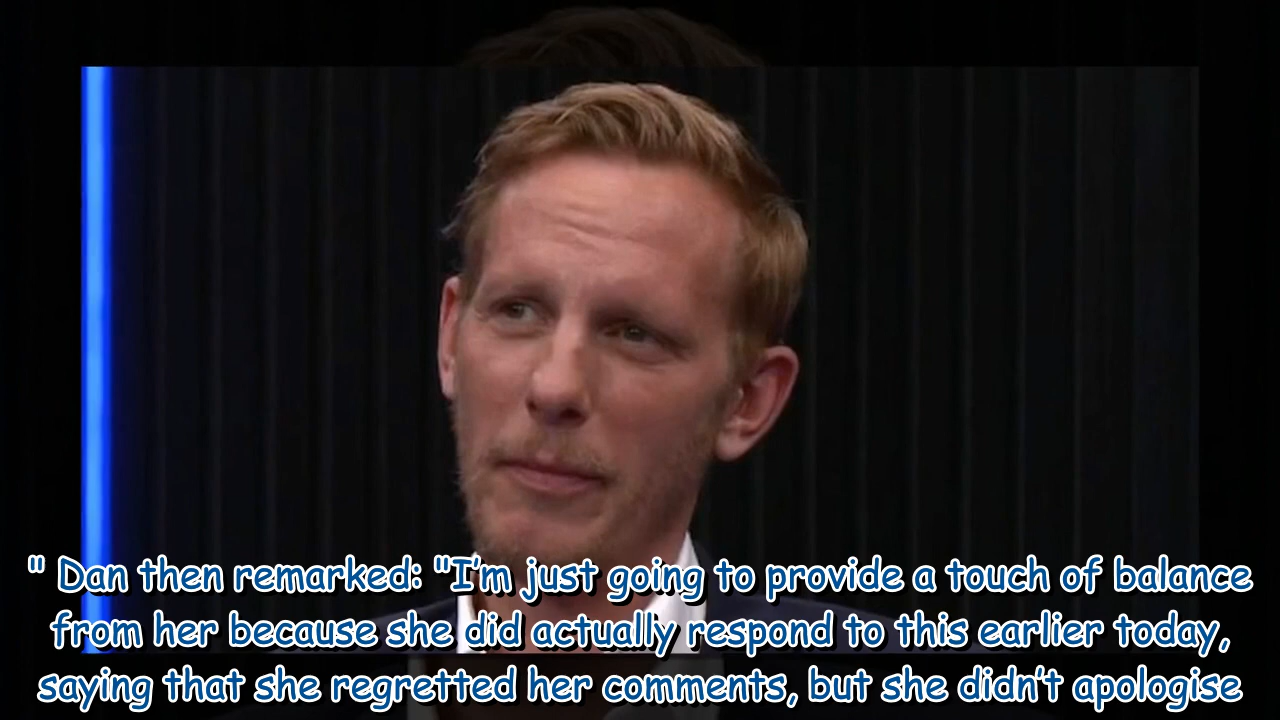 " Dan then remarked: "I'm just going to provide a touch of balance
from her because she did actually respond to this earlier today,
saying that she regretted her comments, but she didn't apologise